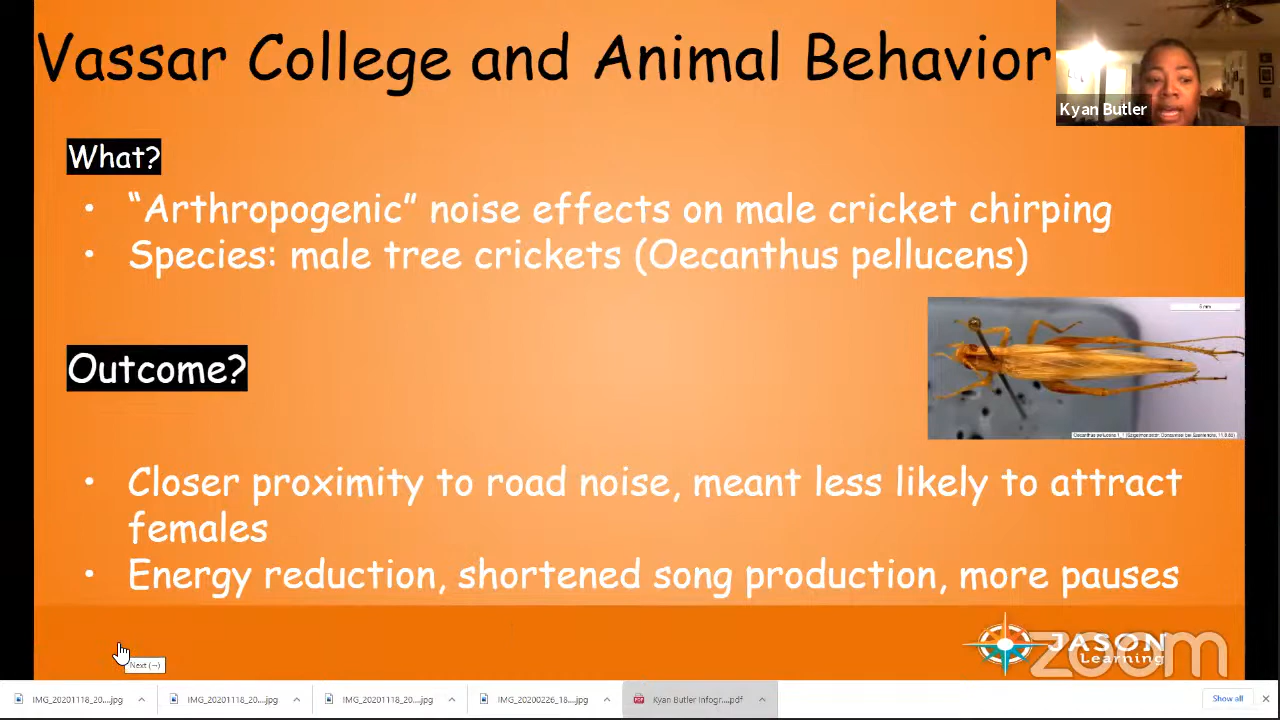 Vassar College and Animal Behavior
Kyan Butler
What?
• “Arthropogenic” noise effects on male cricket chirping
• Species: male tree crickets (Oecanthus pellucens)
5 mm
Outcome?
• Closer proximity to road noise, meant less likely to attract
females
• Energy reduction, shortened song production, more pauses
JASON
Learning
zoom
Next (→)
IMG_20201118_20....jpg
IMG_20201118_20....jpg
IMG_20201118_20....jpg
IMG_20200226_18....jpg
Kyan Butler Infogr....pdf
Show all